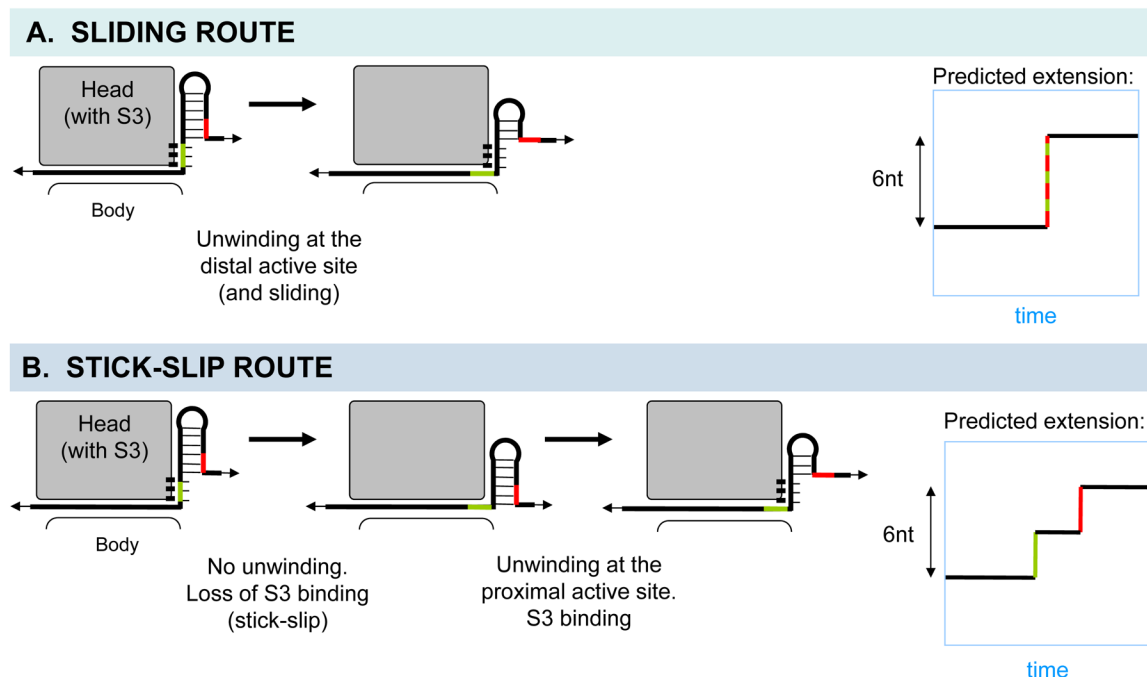 A. SLIDING ROUTE
Head
(with S3)
Body
Unwinding at the
distal active site
(and sliding)
Predicted extension:
6nt
time
B. STICK-SLIP ROUTE
Head
(with S3)
Body
No unwinding.
Loss of S3 binding
(stick-slip)
Unwinding at the
proximal active site.
S3 binding
Predicted extension:
6nt
time